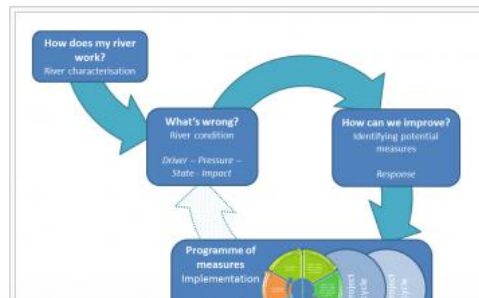 How does my river
work?
River characterisation
What's wrong?
River condition
Driver – Pressure –
State - Impact
How can we improve?
Identifying potential
measures
Response
Programme of
measures
Implementation